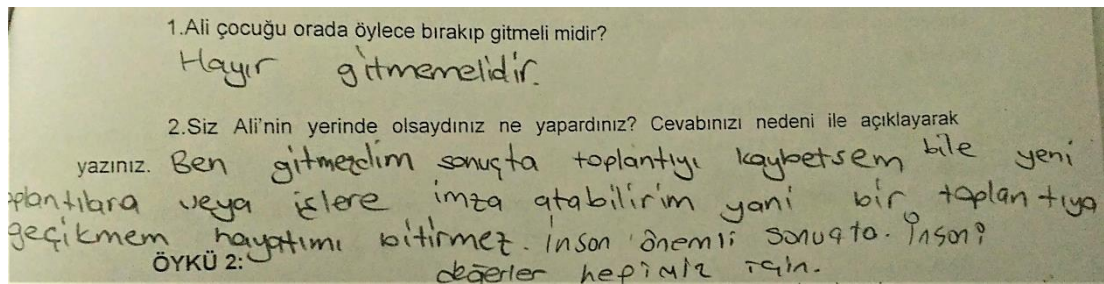 1.Ali çocuğu orada öylece bırakıp gitmeli midir?
Hayır gitmemelidir.
2.Siz Ali'nin yerinde olsaydınız ne yapardınız? Cevabınızı nedeni ile açıklayarak
yazınız. Ben gitmezdim sonuçta toplantıyı kaybetsem bile yeni
plantılara veya işlere imza atabilirim yani bir toplantıya
geçikmem hayatımı bitirmez. İnsan önemli sonuçta. İnsani
ÖYKÜ 2: değerler hepimiz için.